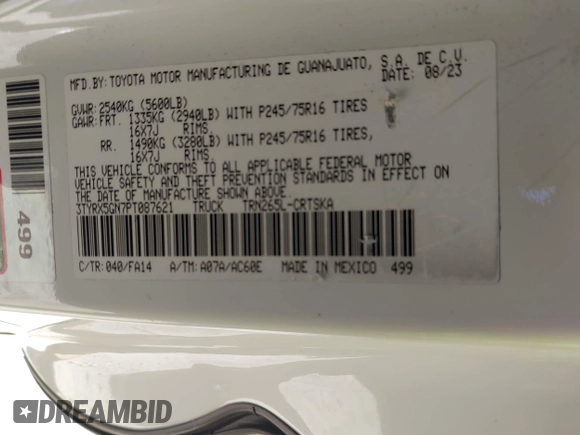 MFD.BY: TOYOTA MOTOR MANUFACTURING DE GUANAJUATO, S.A. DE C.V.
DATE: 08/23
GVWR: 2540KG (5600LB)
GAWR: FRT. 1335KG (2940LB) WITH P245/75R16 TIRES
16X7J RIMS,
RR. 1490KG (3280LB) WITH P245/75R16 TIRES,
16X7J RIMS,
THIS VEHICLE CONFORMS TO ALL APPLICABLE FEDERAL MOTOR
VEHICLE SAFETY AND THEFT PREVENTION STANDARDS IN EFFECT ON
THE DATE OF MANUFACTURE SHOWN ABOVE.
3TYRX5GN7PT087621 TRUCK TRN265L-CRTSKA
C/TR: 040/FA14 A/TM: A07A/AC60E MADE IN MEXICO 499
499
DREAMBID